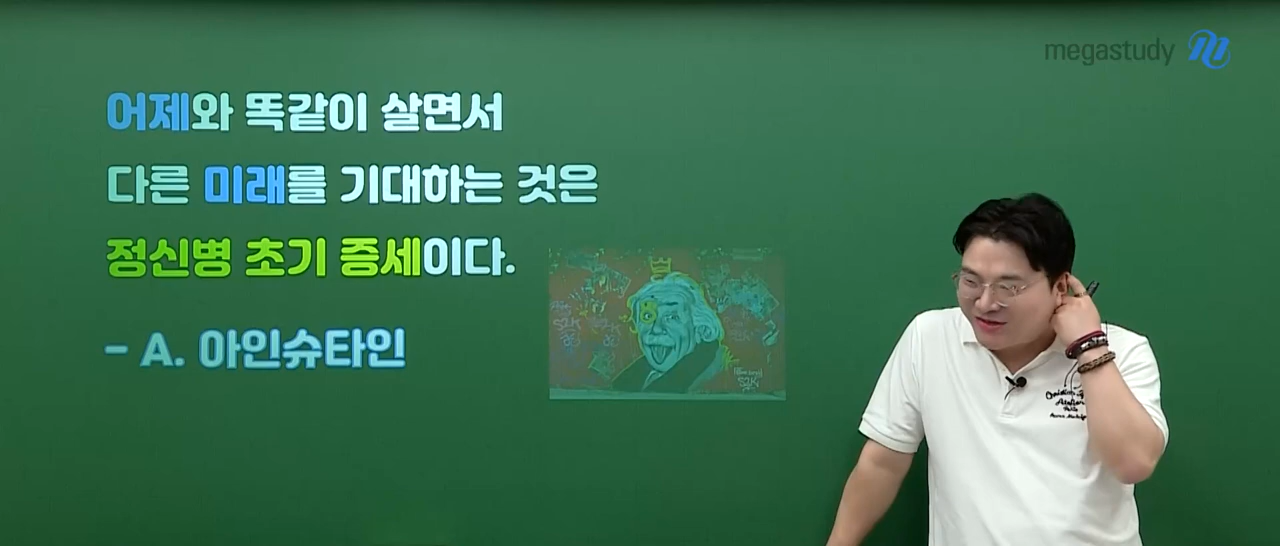 megastudy
어제와 똑같이 살면서
다른 미래를 기대하는 것은
정신병 초기 증세이다.
- A. 아인슈타인
S2K